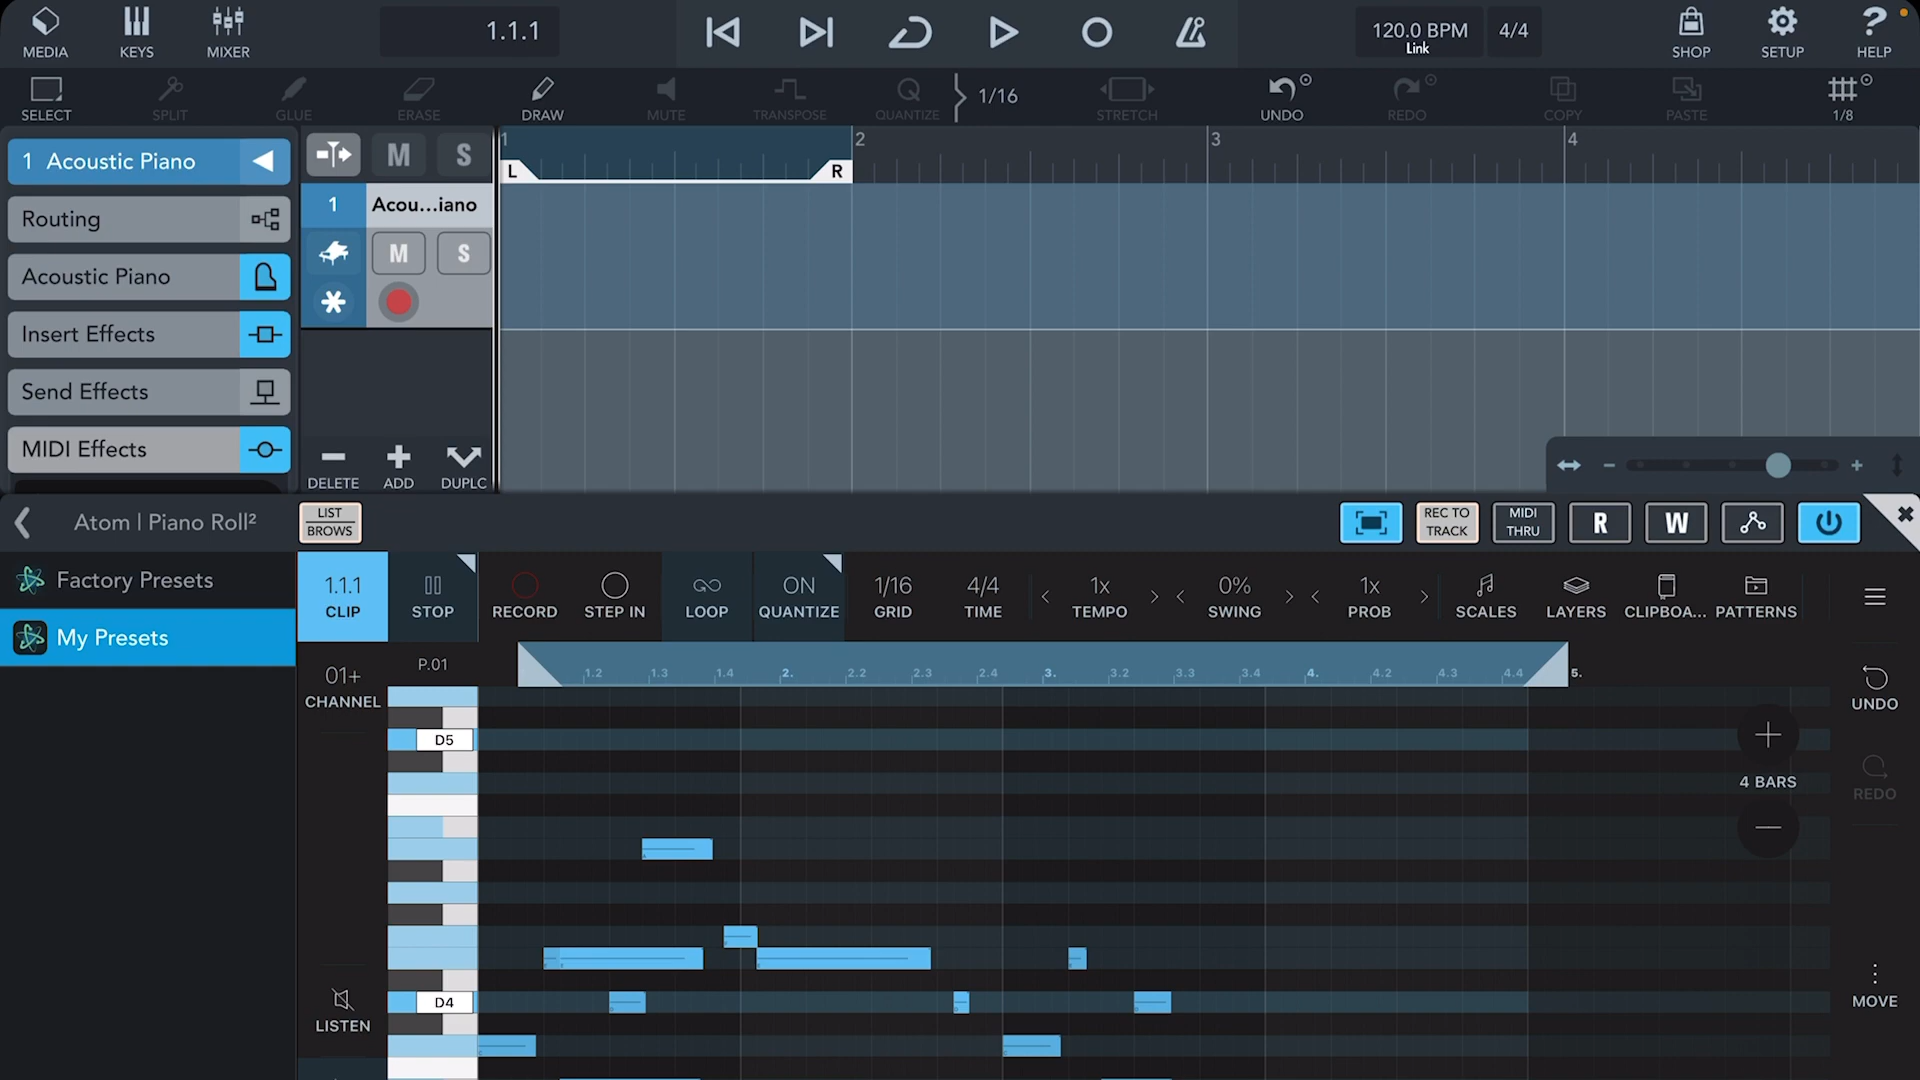 MEDIA
KEYS
MIXER
1.1.1
120.0 BPM
Link
4/4
SHOP
SETUP
HELP
SELECT
SPLIT
GLUE
ERASE
DRAW
MUTE
TRANSPOSE
QUANTIZE
1/16
STRETCH
UNDO
REDO
COPY
PASTE
1/8
1 Acoustic Piano
M
S
1
2
3
4
L
R
Routing
1
Acou...iano
M
S
Acoustic Piano
Insert Effects
Send Effects
MIDI Effects
DELETE
ADD
DUPLC
Atom | Piano Roll²
LIST
BROWS
REC TO
TRACK
MIDI
THRU
R
W
Factory Presets
My Presets
1.1.1
CLIP
STOP
RECORD
STEP IN
LOOP
ON
QUANTIZE
1/16
GRID
4/4
TIME
1x
TEMPO
0%
SWING
1x
PROB
SCALES
LAYERS
CLIPBOA...
PATTERNS
01+
CHANNEL
P.01
1.2
1.3
1.4
2.
2.2
2.3
2.4
3.
3.2
3.3
3.4
4.
4.2
4.3
4.4
5.
UNDO
D5
4 BARS
REDO
D4
LISTEN
MOVE